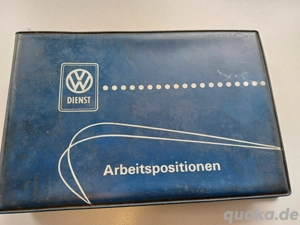 VW
DIENST
Arbeitspositionen
quoka.de